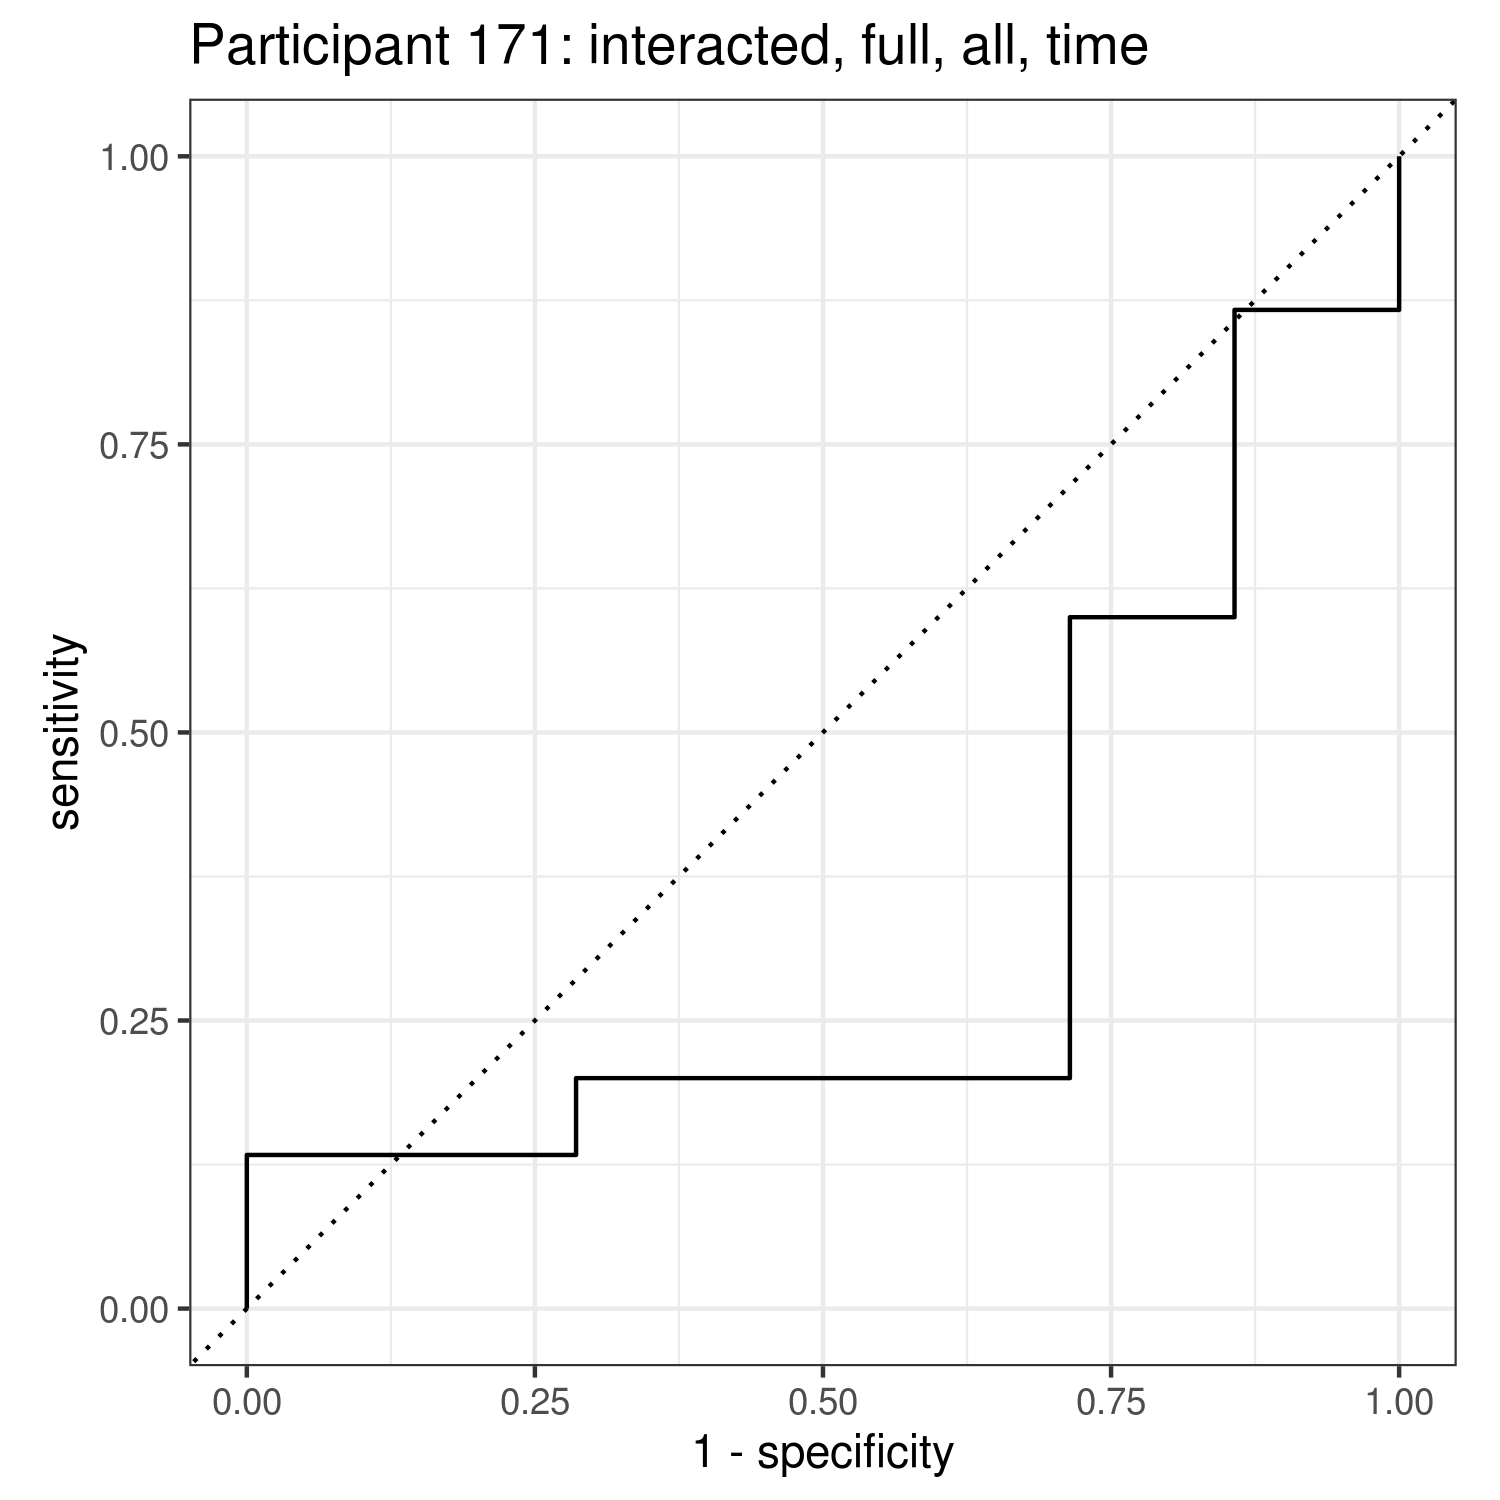 Participant 171: interacted, full, all, time
1.00
0.75
0.50
0.25
0.00
sensitivity
0.00 0.25 0.50 0.75 1.00
1 - specificity